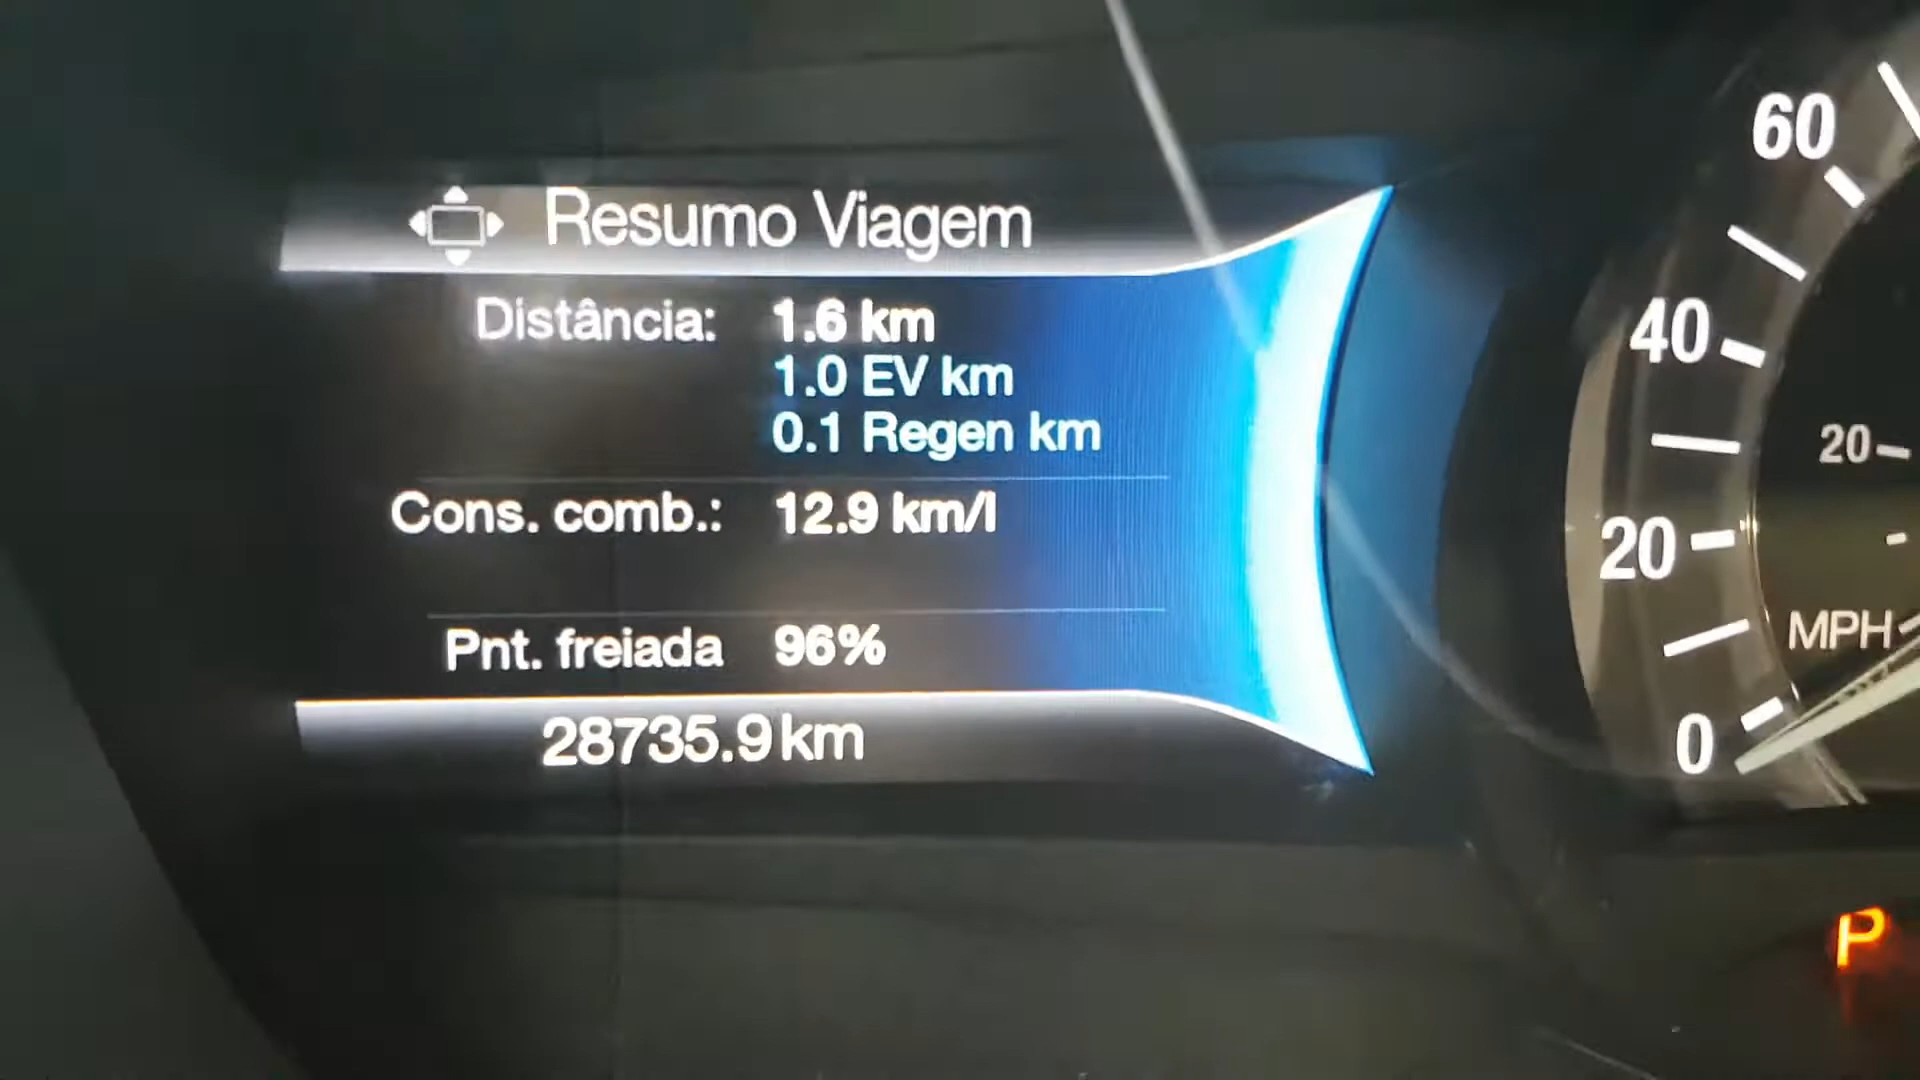 Resumo Viagem
Distância: 1.6 km
1.0 EV km
0.1 Regen km
Cons. comb.: 12.9 km/l
Pnt. freiada 96%
28735.9 km
60
40
20
20
MPH
0
P